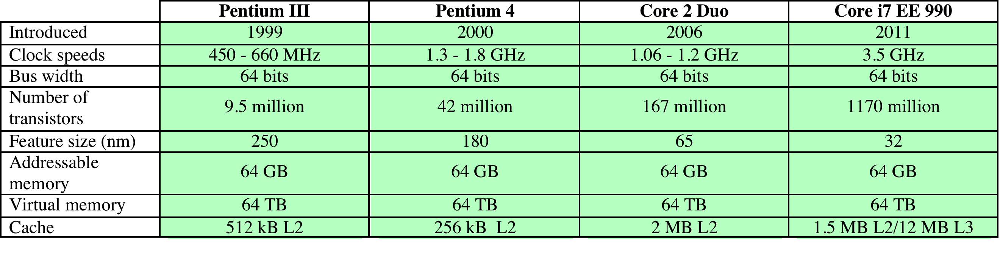 Pentium III Pentium 4 Core 2 Duo Core i7 EE 990
Introduced 1999 2000 2006 2011
Clock speeds 450 - 660 MHz 1.3 - 1.8 GHz 1.06 - 1.2 GHz 3.5 GHz
Bus width 64 bits 64 bits 64 bits 64 bits
Number of
transistors 9.5 million 42 million 167 million 1170 million
Feature size (nm) 250 180 65 32
Addressable
memory 64 GB 64 GB 64 GB 64 GB
Virtual memory 64 TB 64 TB 64 TB 64 TB
Cache 512 kB L2 256 kB L2 2 MB L2 1.5 MB L2/12 MB L3